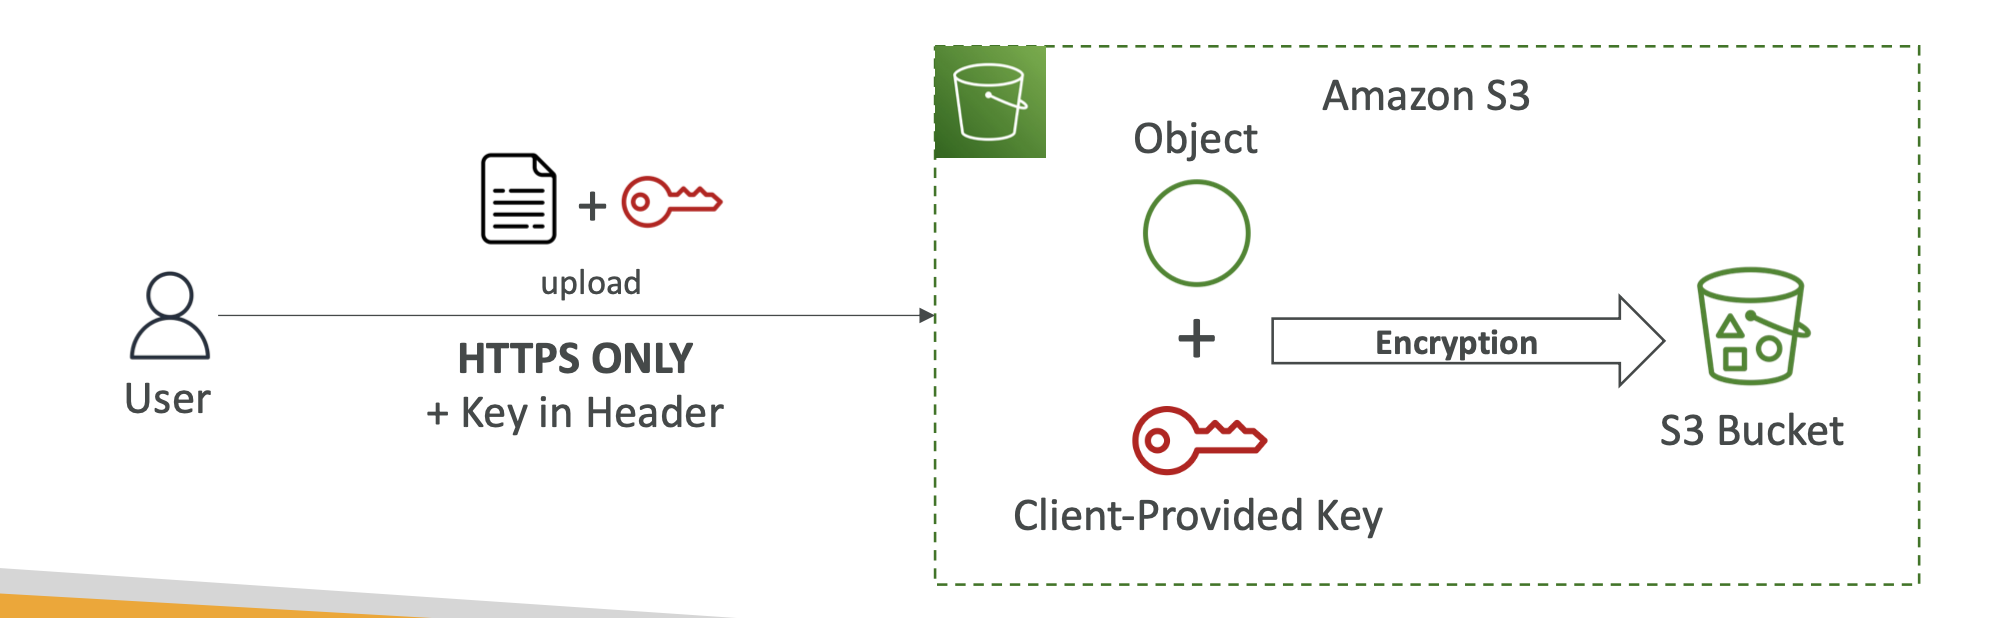 Amazon S3
Object
+
upload
HTTPS ONLY
+ Key in Header
User
+
Encryption
S3 Bucket
Client-Provided Key